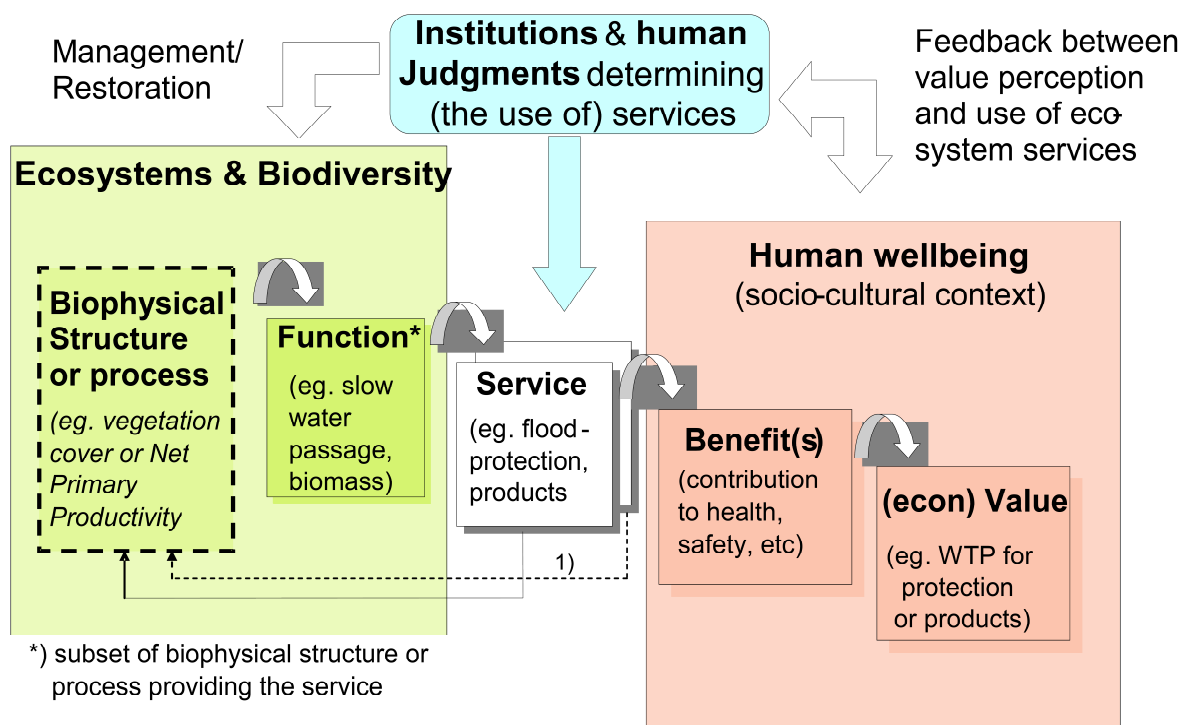 Management/
Restoration
Institutions & human
Judgments determining
(the use of) services
Feedback between
value perception
and use of eco-
system services
Ecosystems & Biodiversity
Biophysical
Structure
or process
(eg. vegetation
cover or Net
Primary
Productivity
Function*
(eg. slow
water
passage,
biomass)
Service
(eg. flood-
protection,
products
Human wellbeing
(socio-cultural context)
Benefit(s)
(contribution
to health,
safety, etc)
(econ) Value
(eg. WTP for
protection
or products)
1)
*) subset of biophysical structure or
process providing the service